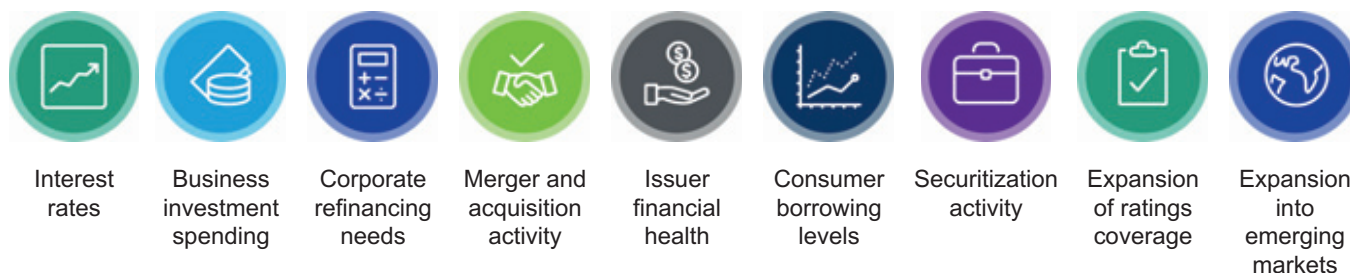 Interest
rates
Business
investment
spending
Corporate
refinancing
needs
Merger and
acquisition
activity
Issuer
financial
health
Consumer
borrowing
levels
Securitization
activity
Expansion
of ratings
coverage
Expansion
into
emerging
markets